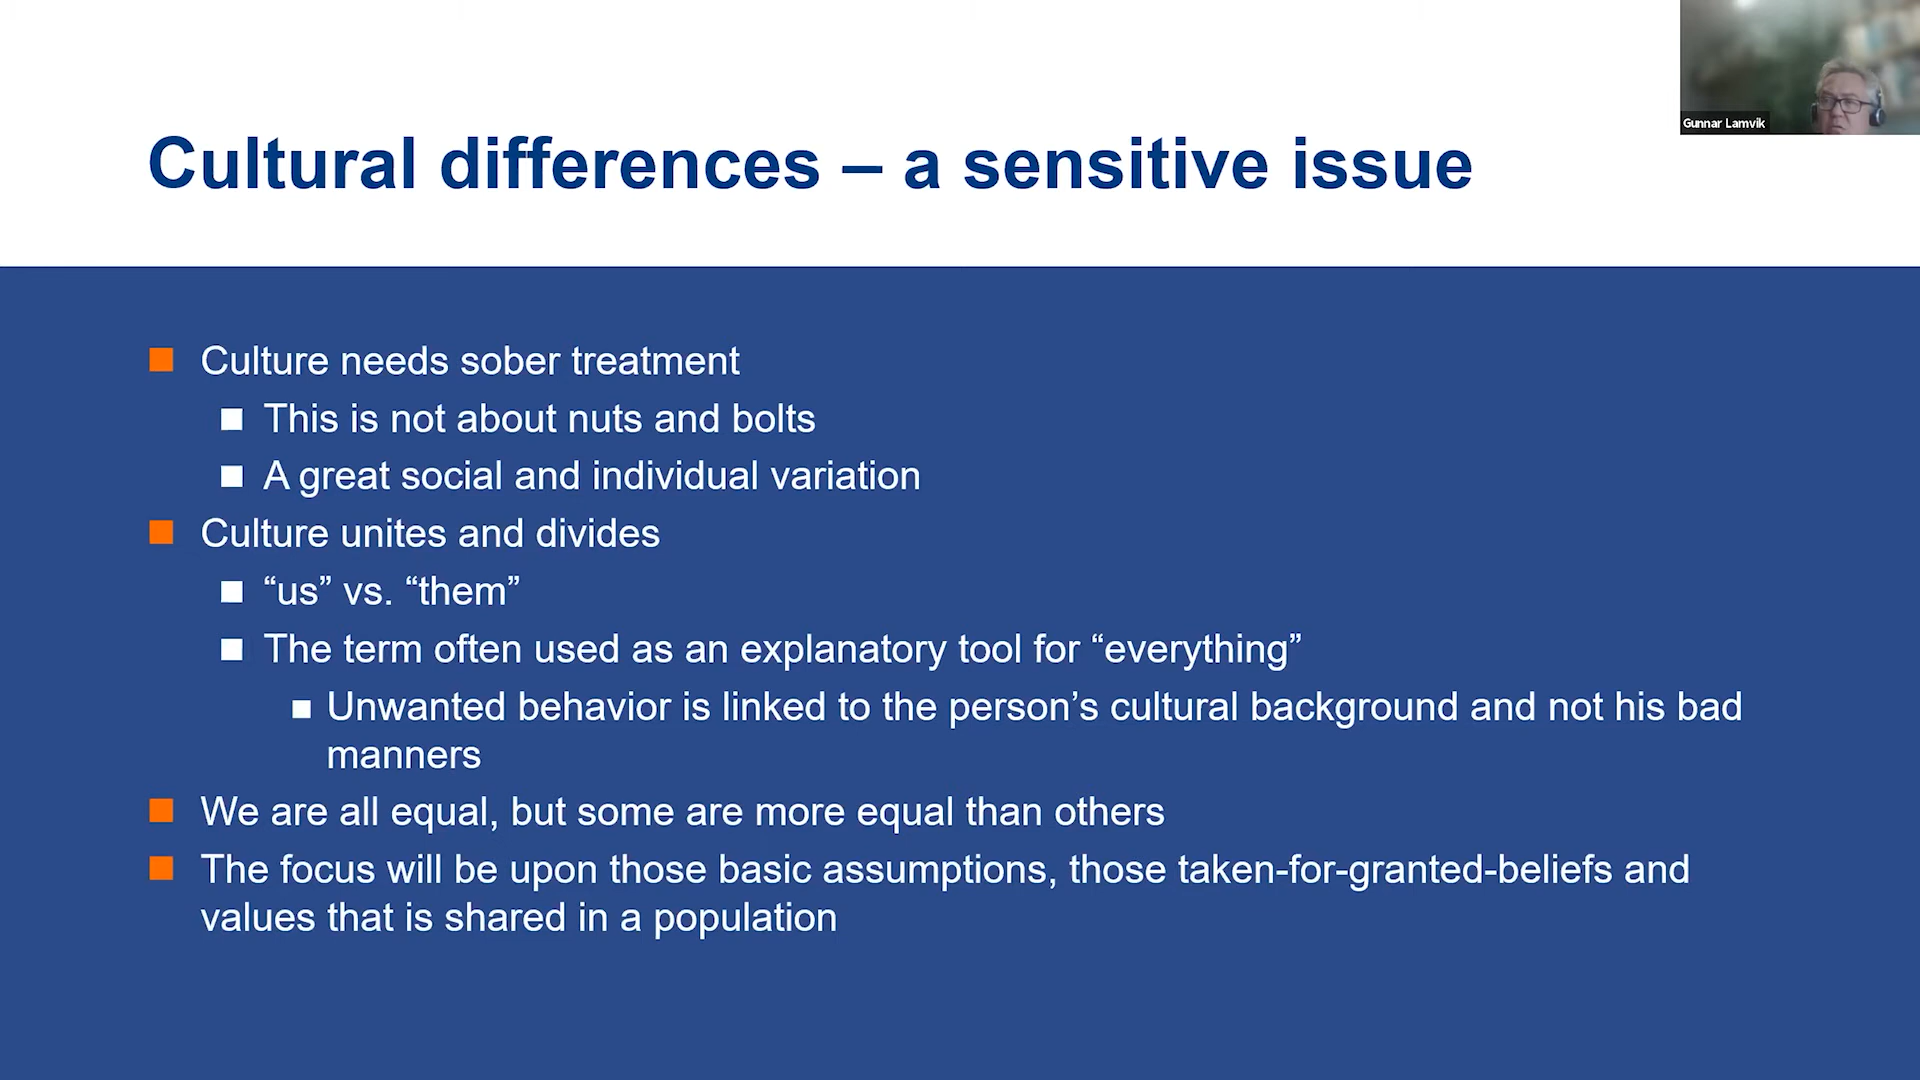 Gunnar Lamvik
Cultural differences – a sensitive issue
Culture needs sober treatment
This is not about nuts and bolts
A great social and individual variation
Culture unites and divides
“us” vs. “them”
The term often used as an explanatory tool for “everything”
Unwanted behavior is linked to the person’s cultural background and not his bad
manners
We are all equal, but some are more equal than others
The focus will be upon those basic assumptions, those taken-for-granted-beliefs and
values that is shared in a population